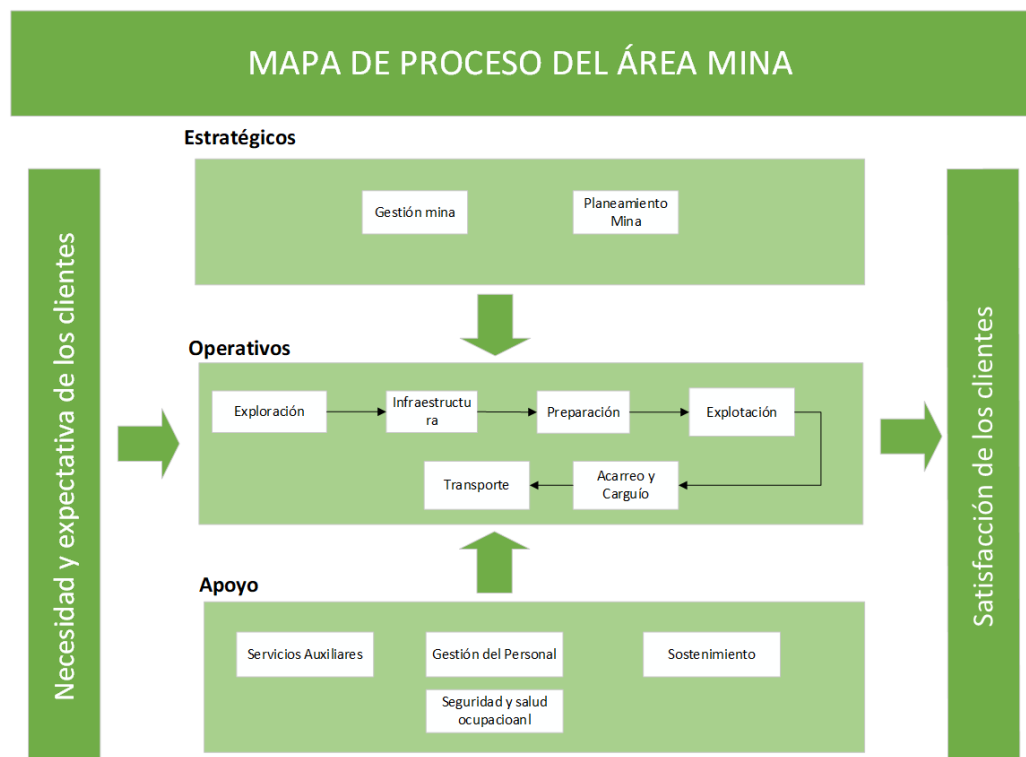 MAPA DE PROCESO DEL ÁREA MINA
Necesidad y expectativa de los clientes
Estratégicos
Gestión mina
Planeamiento
Mina
Operativos
Exploración
Infraestructu
ra
Preparación
Explotación
Transporte
Acarreo y
Carguío
Apoyo
Servicios Auxiliares
Gestión del Personal
Sostenimiento
Seguridad y salud
ocupacioanl
Satisfacción de los clientes